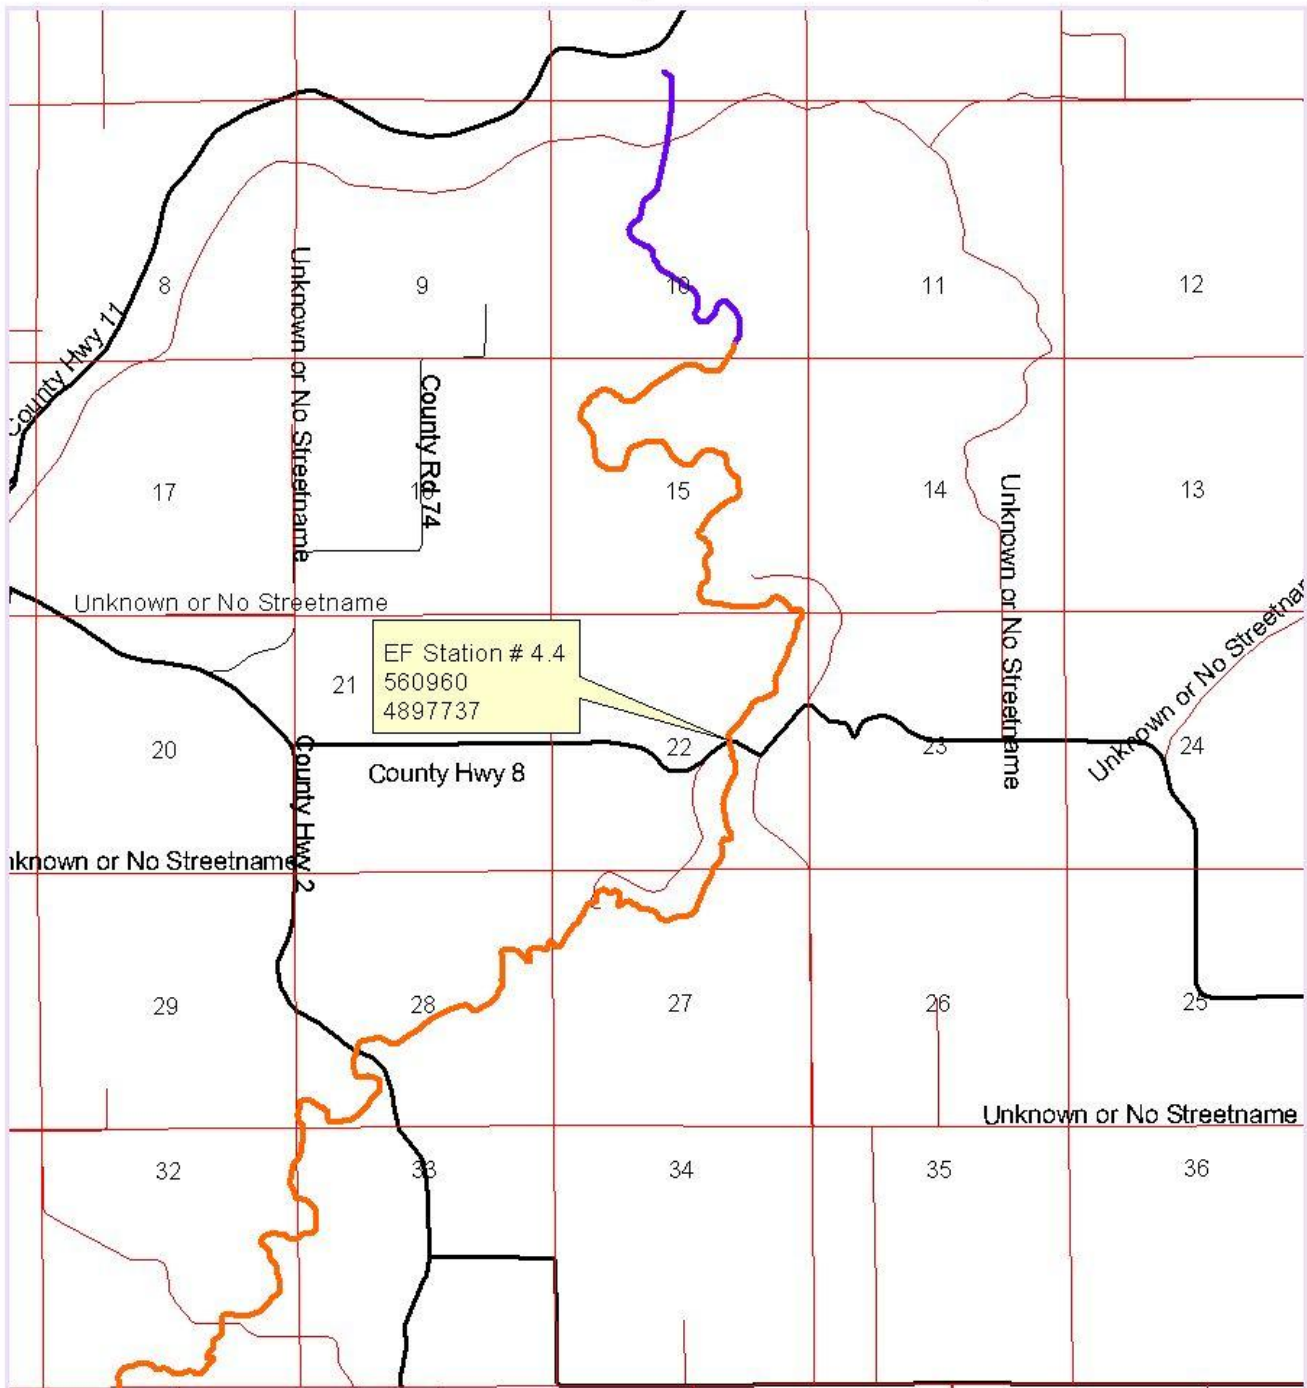 8
9
10
11
12
County Hwy 11
Unknown or No Streetname
County Rd 74
17
16
15
14
13
Unknown or No Streetname
Unknown or No Streetname
Unknown or No Streetnam
EF Station # 4.4
560960
4897737
21
20
22
23
24
County Hwy 8
County Hwy 2
nknown or No Streetname
29
28
27
26
25
Unknown or No Streetname
32
33
34
35
36